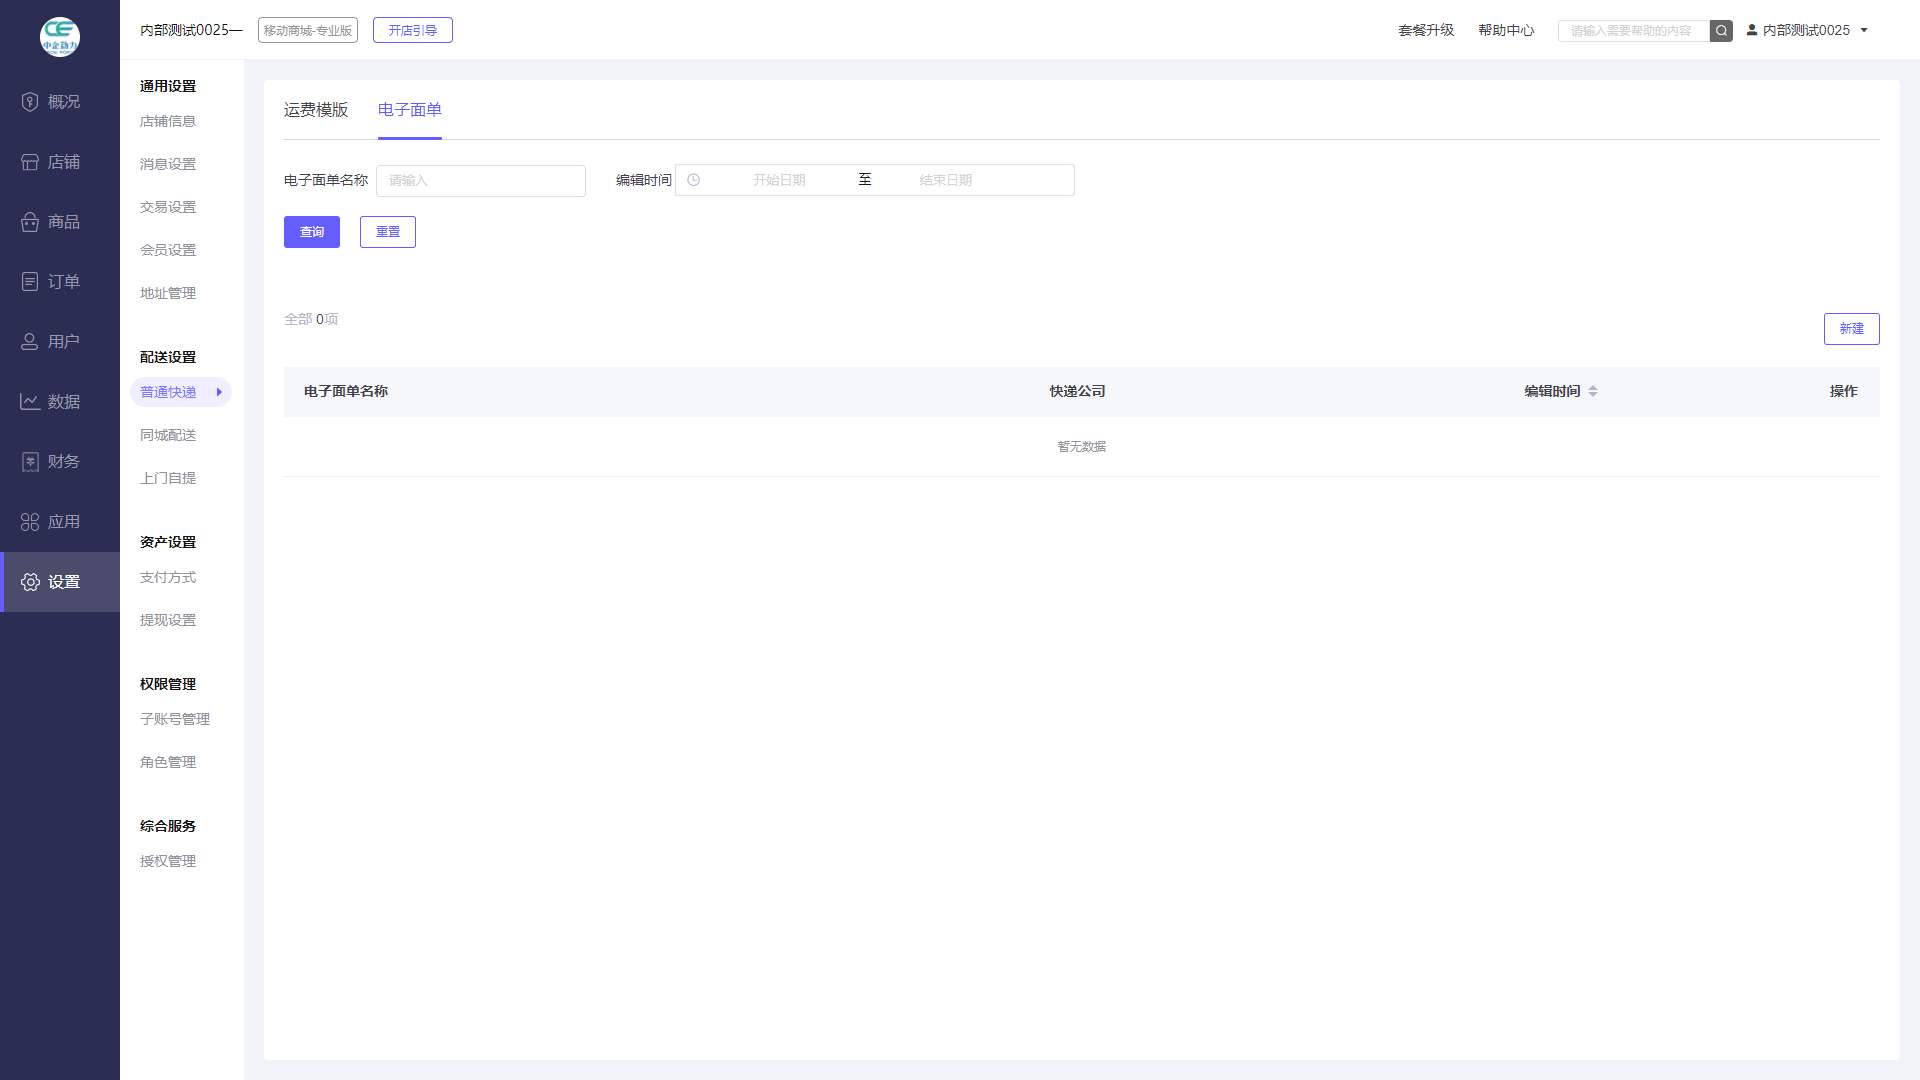 中企动力
内部测试0025—
移动商城-专业版
开店引导
套餐升级
帮助中心
请输入需要帮助的内容
内部测试0025
概况
店铺
商品
订单
用户
数据
财务
应用
设置
通用设置
店铺信息
消息设置
交易设置
会员设置
地址管理
配送设置
普通快递
同城配送
上门自提
资产设置
支付方式
提现设置
权限管理
子账号管理
角色管理
综合服务
授权管理
运费模版 电子面单
电子面单名称 请输入 编辑时间 开始日期 至 结束日期
查询 重置
全部 0项
新建
电子面单名称 快递公司 编辑时间 操作
暂无数据